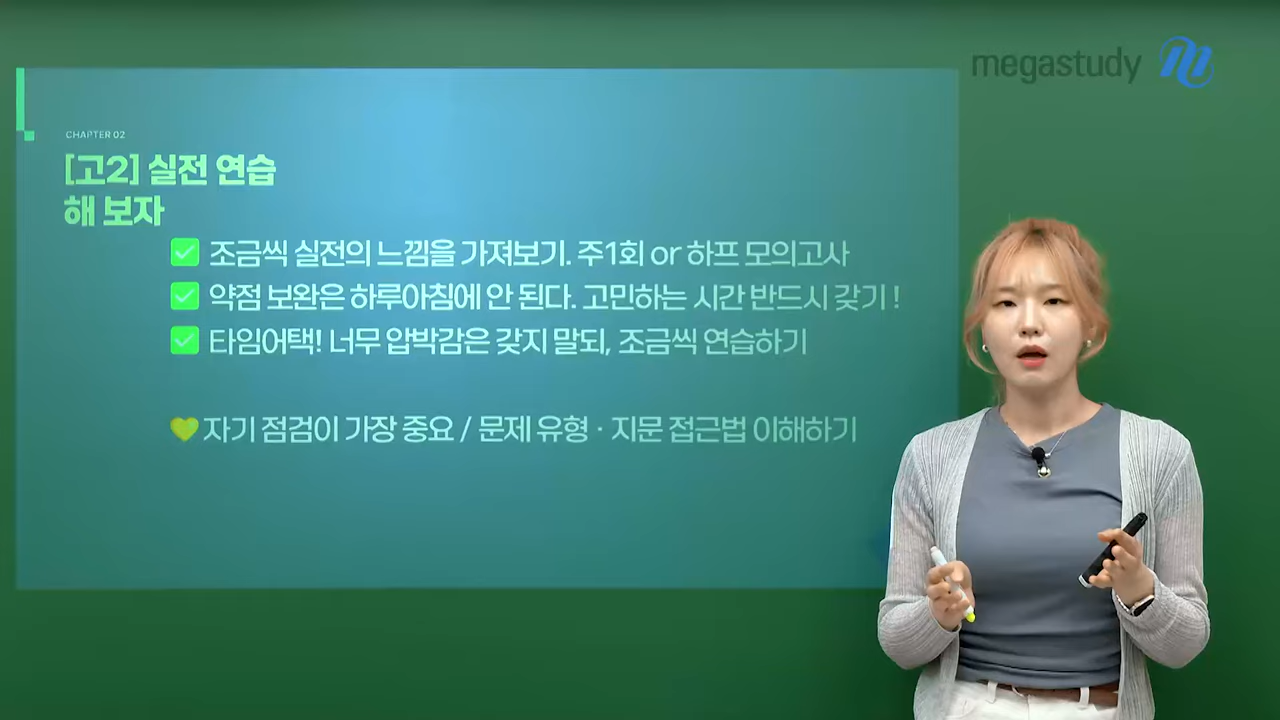 megastudy
CHAPTER 02
[고2] 실전 연습
해 보자
조금씩 실전의 느낌을 가져보기. 주1회 or 하프 모의고사
약점 보완은 하루아침에 안 된다. 고민하는 시간 반드시 갖기 !
타임어택! 너무 압박감은 갖지 말되, 조금씩 연습하기
자기 점검이 가장 중요 / 문제 유형 · 지문 접근법 이해하기